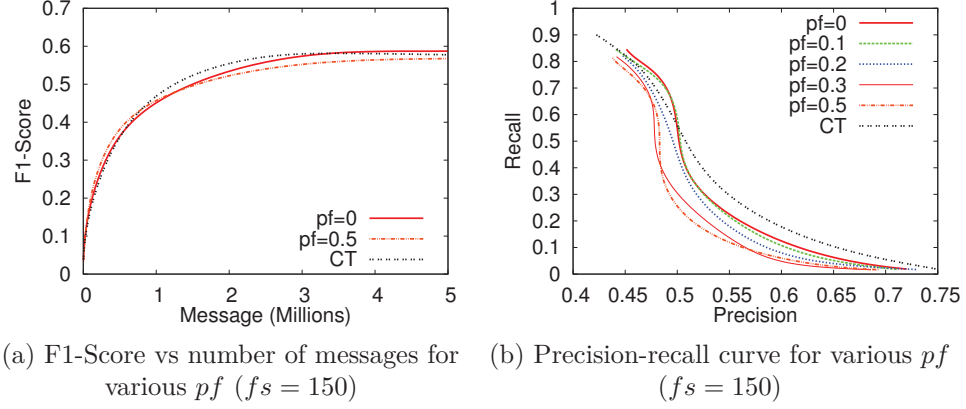 F1-Score
0.7
0.6
0.5
0.4
0.3
0.2
0.1
0
pf=0
pf=0.5
CT
0 1 2 3 4 5
Message (Millions)
(a) F1-Score vs number of messages for
various pf (fs = 150)
Recall
1
0.9
0.8
0.7
0.6
0.5
0.4
0.3
0.2
0.1
0
pf=0
pf=0.1
pf=0.2
pf=0.3
pf=0.5
CT
0.4 0.45 0.5 0.55 0.6 0.65 0.7 0.75
Precision
(b) Precision-recall curve for various pf
(fs = 150)